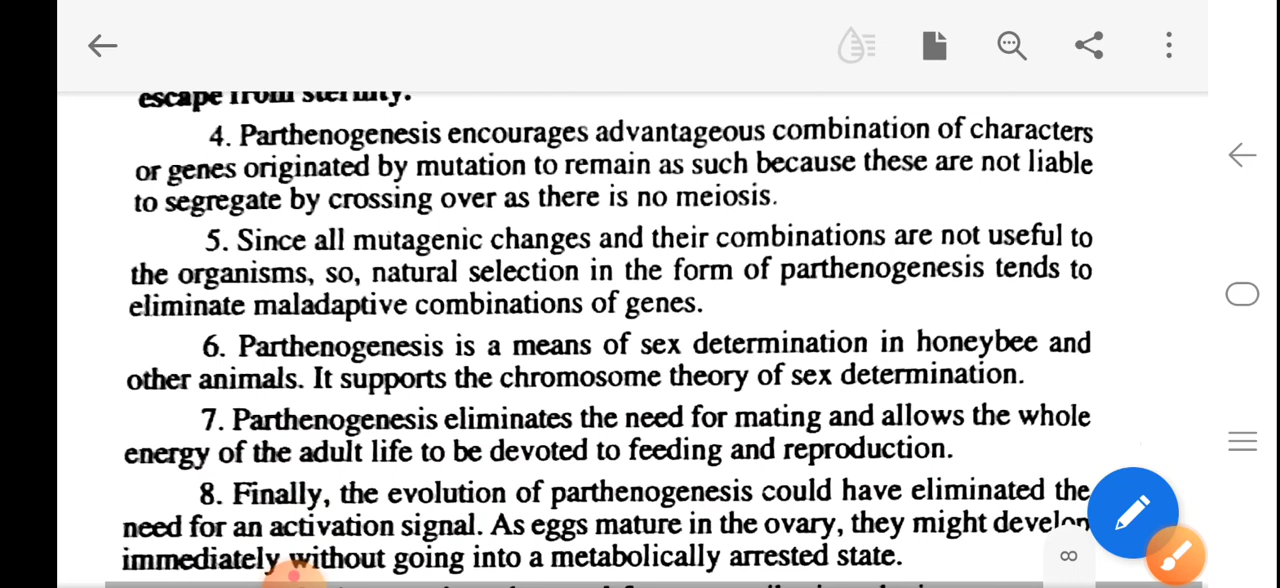 escape from sterility.
4. Parthenogenesis encourages advantageous combination of characters
or genes originated by mutation to remain as such because these are not liable
to segregate by crossing over as there is no meiosis.
5. Since all mutagenic changes and their combinations are not useful to
the organisms, so, natural selection in the form of parthenogenesis tends to
eliminate maladaptive combinations of genes.
6. Parthenogenesis is a means of sex determination in honeybee and
other animals. It supports the chromosome theory of sex determination.
7. Parthenogenesis eliminates the need for mating and allows the whole
energy of the adult life to be devoted to feeding and reproduction.
8. Finally, the evolution of parthenogenesis could have eliminated the
need for an activation signal. As eggs mature in the ovary, they might develop
immediately without going into a metabolically arrested state.